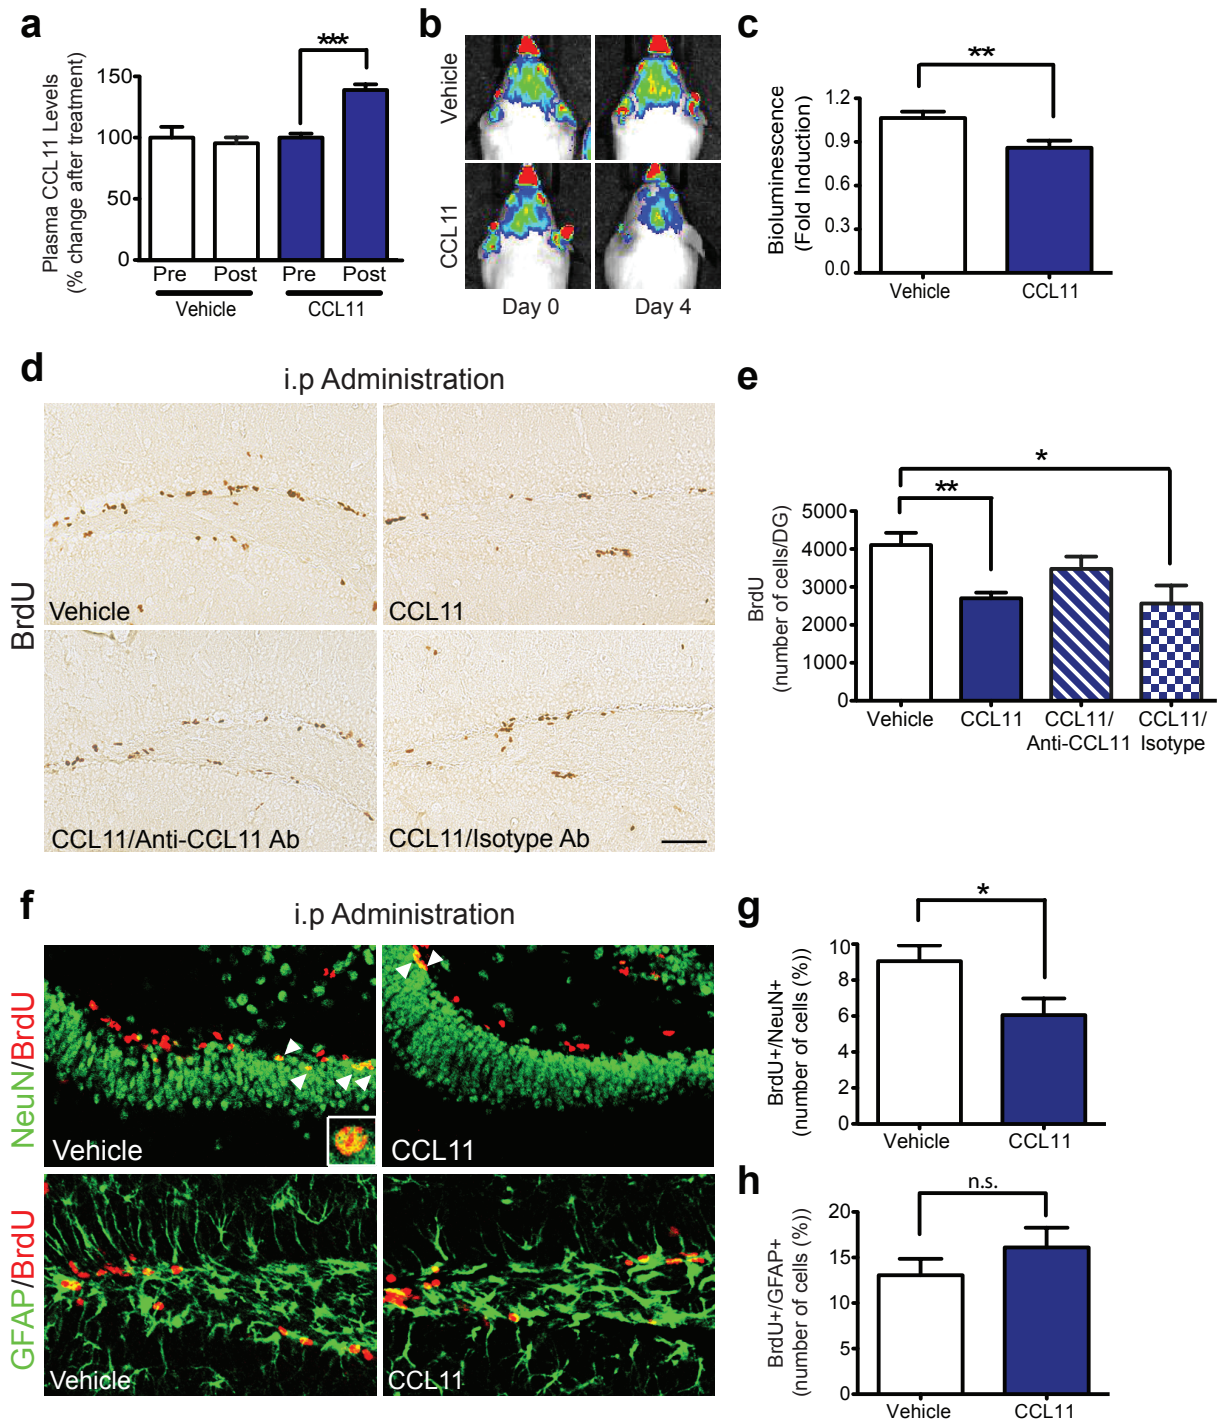 a
***
Plasma CCL11 Levels
(% change after treatment)
150
100
50
0
Pre
Post
Pre
Post
Vehicle
CCL11
b
Vehicle
CCL11
Day 0
Day 4
c
**
Bioluminescence
(Fold Induction)
1.2
0.9
0.6
0.3
0.0
Vehicle
CCL11
d
i.p Administration
BrdU
Vehicle
CCL11
CCL11/Anti-CCL11 Ab
CCL11/Isotype Ab
e
*
**
BrdU
(number of cells/DG)
5000
4000
3000
2000
1000
0
Vehicle
CCL11
CCL11/
Anti-CCL11
CCL11/
Isotype
f
i.p Administration
NeuN/BrdU
Vehicle
CCL11
GFAP/BrdU
Vehicle
CCL11
g
*
BrdU+/NeuN+
(number of cells (%))
10
8
6
4
2
0
Vehicle
CCL11
h
n.s.
BrdU+/GFAP+
(number of cells (%))
20
15
10
5
0
Vehicle
CCL11